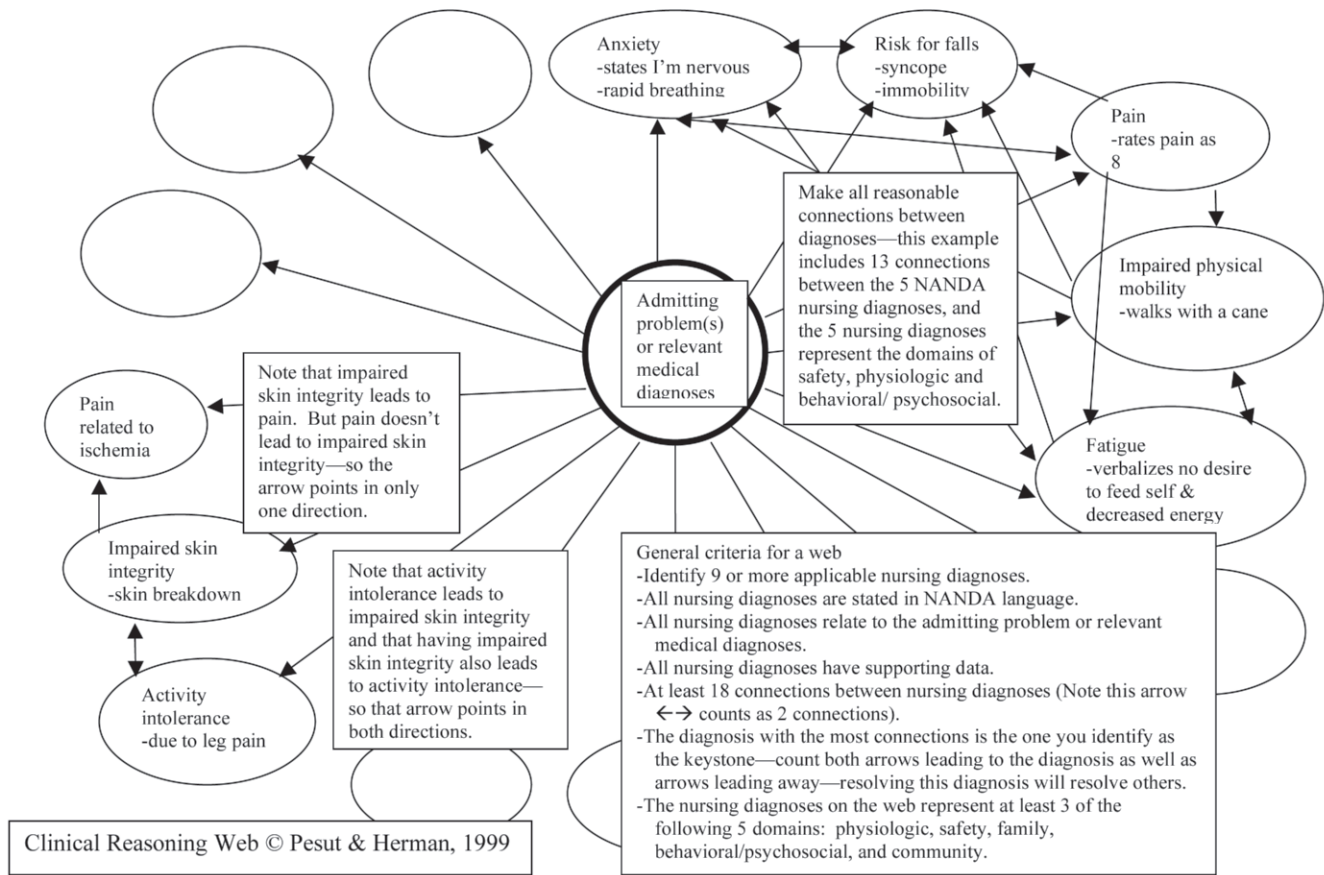 Anxiety
-states I’m nervous
-rapid breathing
Risk for falls
-syncope
-immobility
Pain
-rates pain as
8
Make all reasonable
connections between
diagnoses—this example
includes 13 connections
between the 5 NANDA
nursing diagnoses, and
the 5 nursing diagnoses
represent the domains of
safety, physiologic and
behavioral/ psychosocial.
Impaired physical
mobility
-walks with a cane
Admitting
problem(s)
or relevant
medical
diagnoses
Note that impaired
skin integrity leads to
pain.  But pain doesn’t
lead to impaired skin
integrity—so the
arrow points in only
one direction.
Pain
related to
ischemia
Fatigue
-verbalizes no desire
to feed self &
decreased energy
Impaired skin
integrity
-skin breakdown
Note that activity
intolerance leads to
impaired skin integrity
and that having impaired
skin integrity also leads
to activity intolerance—
so that arrow points in
both directions.
Activity
intolerance
-due to leg pain
General criteria for a web
-Identify 9 or more applicable nursing diagnoses.
-All nursing diagnoses are stated in NANDA language.
-All nursing diagnoses relate to the admitting problem or relevant
medical diagnoses.
-All nursing diagnoses have supporting data.
-At least 18 connections between nursing diagnoses (Note this arrow
←→ counts as 2 connections).
-The diagnosis with the most connections is the one you identify as
the keystone—count both arrows leading to the diagnosis as well as
arrows leading away—resolving this diagnosis will resolve others.
-The nursing diagnoses on the web represent at least 3 of the
following 5 domains:  physiologic, safety, family,
behavioral/psychosocial, and community.
Clinical Reasoning Web © Pesut & Herman, 1999